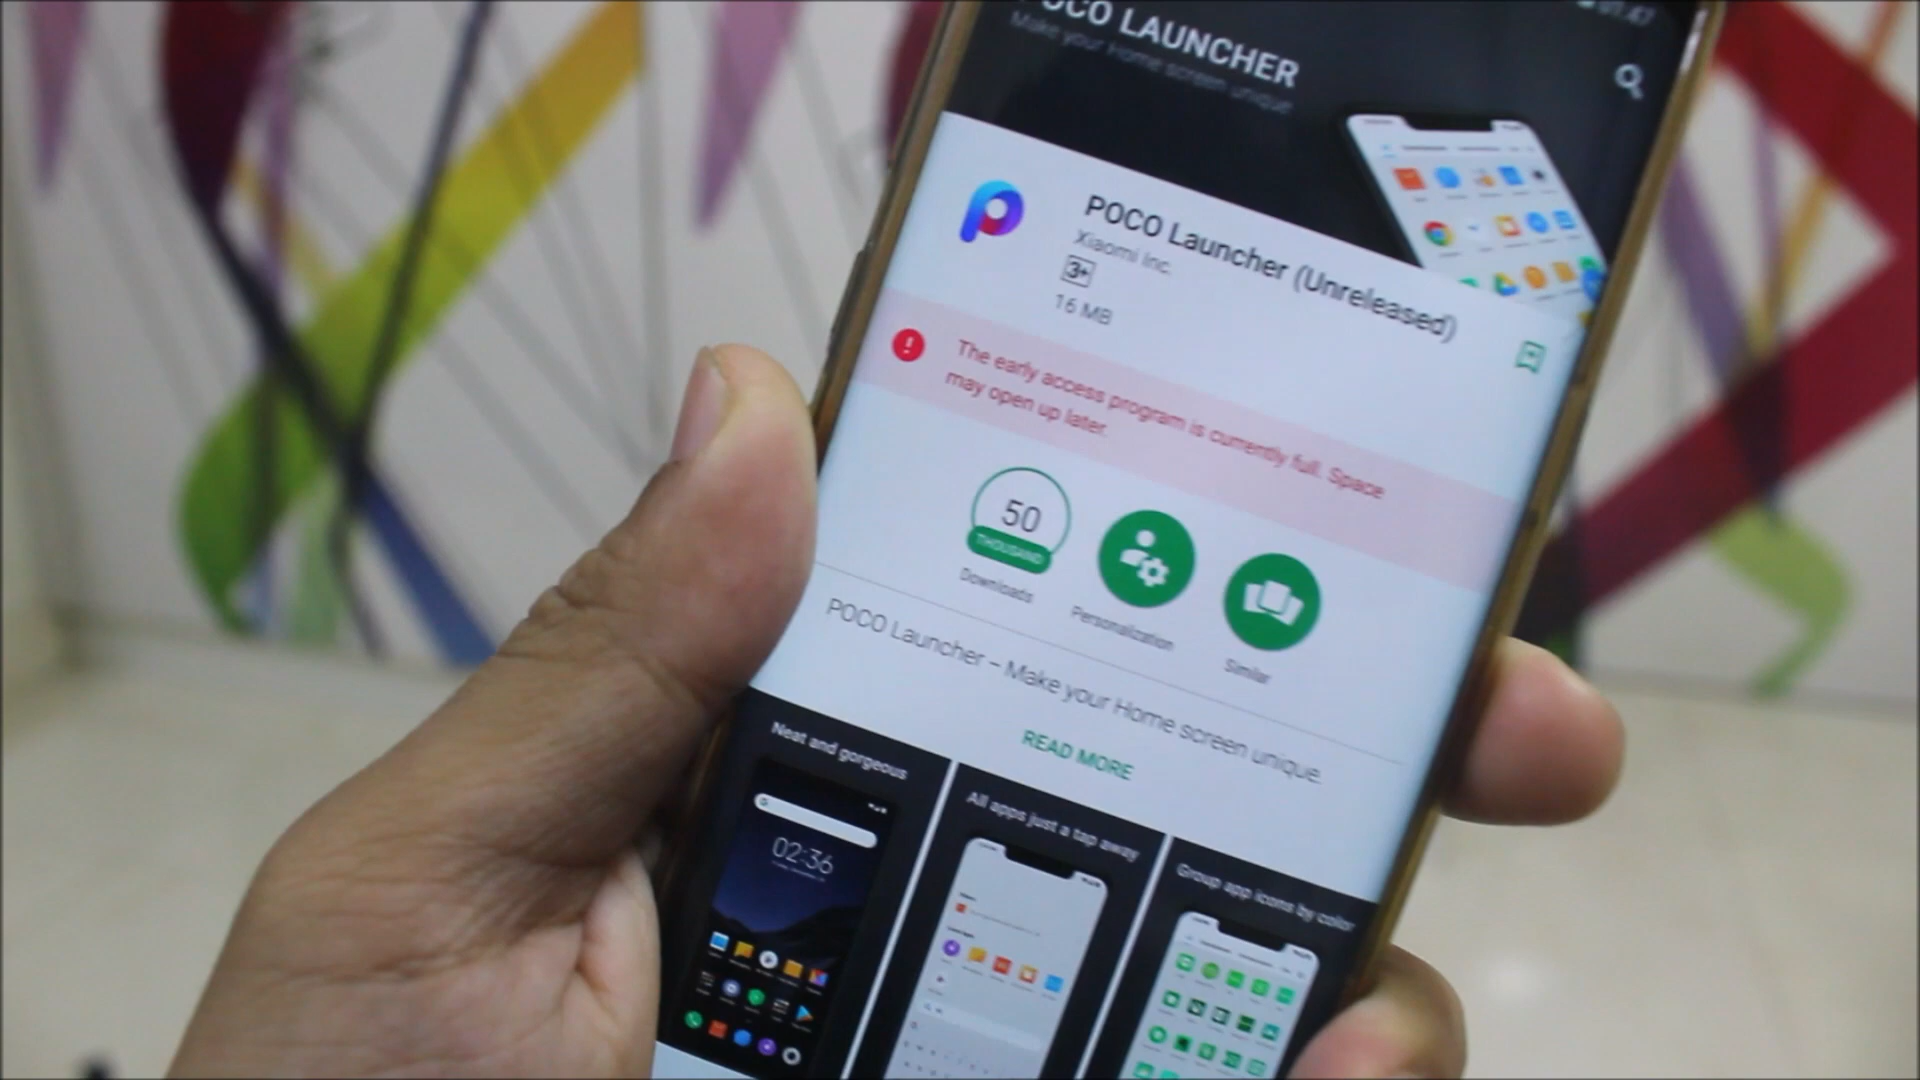 POCO LAUNCHER
Make your Home screen unique
01:47
POCO Launcher (Unreleased)
Xiaomi Inc.
3+
16 MB
The early access program is currently full. Space
may open up later.
50
THOUSAND
Downloads
Personalization
Similar
POCO Launcher – Make your Home screen unique.
READ MORE
Neat and gorgeous
All apps just a tap away
Group app icons by color
02:36